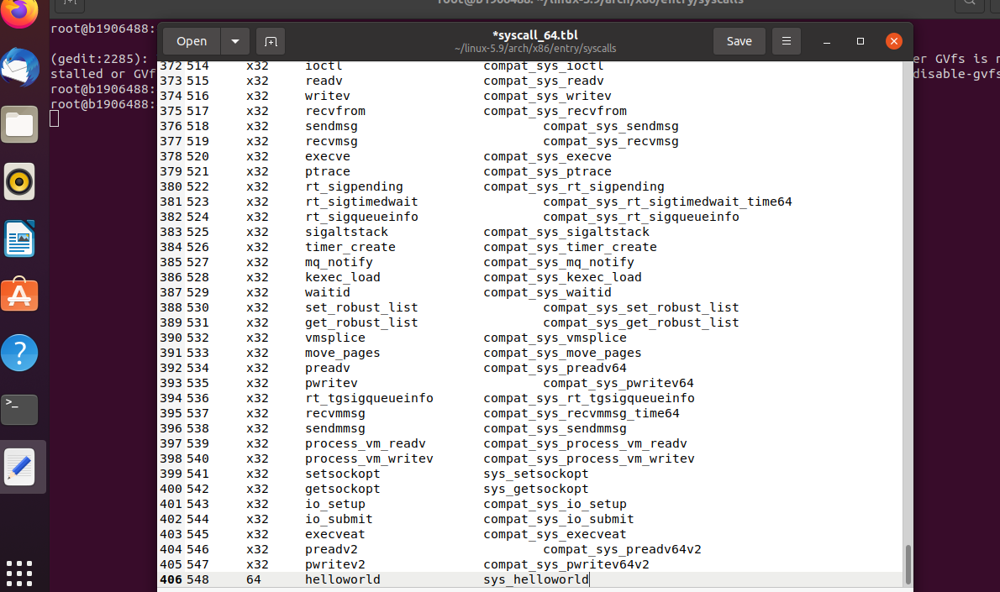 root@b1906488: ~/linux-5.9/arch/x86/entry/syscalls
root@b1906488:
Open
*syscall_64.tbl
~/linux-5.9/arch/x86/entry/syscalls
Save
(gedit:2285):
er GVfs is n
stalled or GVf
disable-gvfs
root@b1906488:
root@b1906488:
372 514 x32 ioctl compat_sys_ioctl
373 515 x32 readv compat_sys_readv
374 516 x32 writev compat_sys_writev
375 517 x32 recvfrom compat_sys_recvfrom
376 518 x32 sendmsg compat_sys_sendmsg
377 519 x32 recvmsg compat_sys_recvmsg
378 520 x32 execve compat_sys_execve
379 521 x32 ptrace compat_sys_ptrace
380 522 x32 rt_sigpending compat_sys_rt_sigpending
381 523 x32 rt_sigtimedwait compat_sys_rt_sigtimedwait_time64
382 524 x32 rt_sigqueueinfo compat_sys_rt_sigqueueinfo
383 525 x32 sigaltstack compat_sys_sigaltstack
384 526 x32 timer_create compat_sys_timer_create
385 527 x32 mq_notify compat_sys_mq_notify
386 528 x32 kexec_load compat_sys_kexec_load
387 529 x32 waitid compat_sys_waitid
388 530 x32 set_robust_list compat_sys_set_robust_list
389 531 x32 get_robust_list compat_sys_get_robust_list
390 532 x32 vmsplice compat_sys_vmsplice
391 533 x32 move_pages compat_sys_move_pages
392 534 x32 preadv compat_sys_preadv64
393 535 x32 pwritev compat_sys_pwritev64
394 536 x32 rt_tgsigqueueinfo compat_sys_rt_tgsigqueueinfo
395 537 x32 recvmmsg compat_sys_recvmmsg_time64
396 538 x32 sendmmsg compat_sys_sendmmsg
397 539 x32 process_vm_readv compat_sys_process_vm_readv
398 540 x32 process_vm_writev compat_sys_process_vm_writev
399 541 x32 setsockopt sys_setsockopt
400 542 x32 getsockopt sys_getsockopt
401 543 x32 io_setup compat_sys_io_setup
402 544 x32 io_submit compat_sys_io_submit
403 545 x32 execveat compat_sys_execveat
404 546 x32 preadv2 compat_sys_preadv64v2
405 547 x32 pwritev2 compat_sys_pwritev64v2
406 548 64 helloworld sys_helloworld